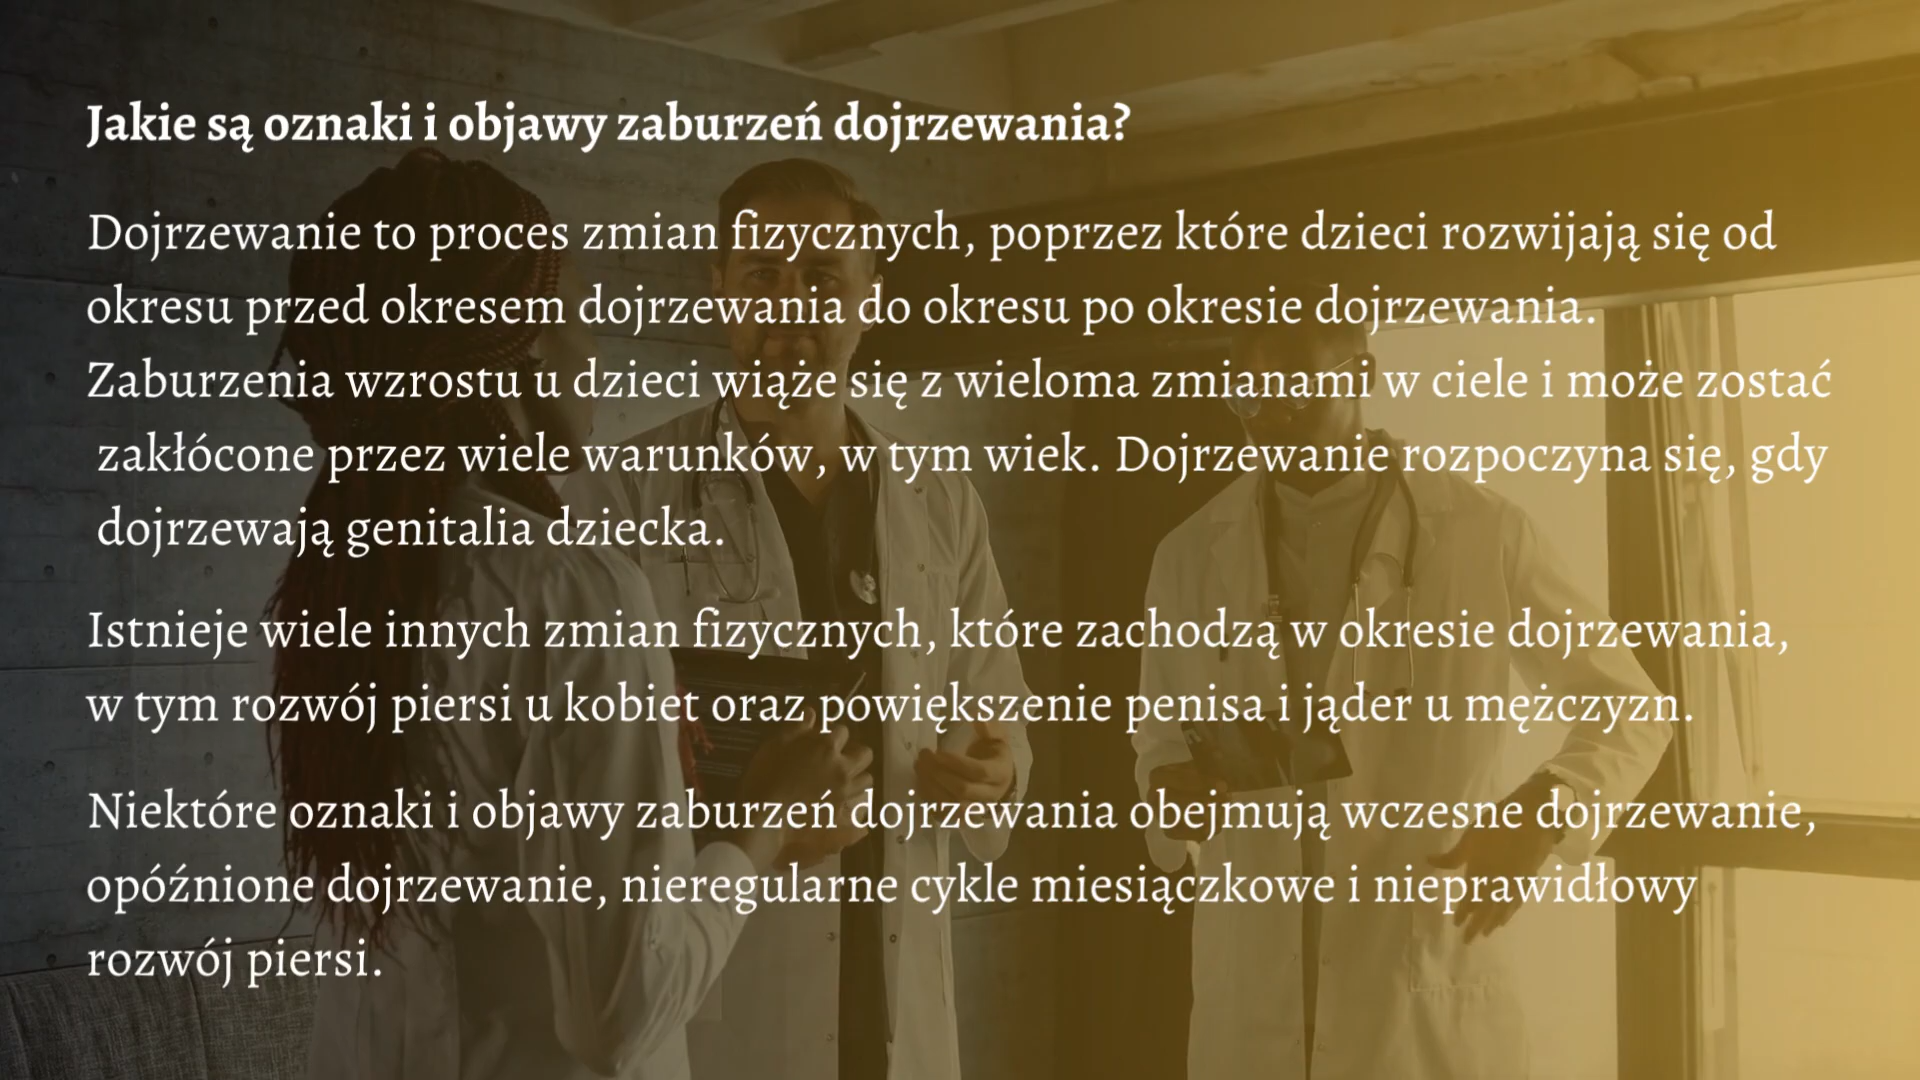 Jakie są oznaki i objawy zaburzeń dojrzewania?
Dojrzewanie to proces zmian fizycznych, poprzez które dzieci rozwijają się od
okresu przed okresem dojrzewania do okresu po okresie dojrzewania.
Zaburzenia wzrostu u dzieci wiąże się z wieloma zmianami w ciele i może zostać
zakłócone przez wiele warunków, w tym wiek. Dojrzewanie rozpoczyna się, gdy
dojrzewają genitalia dziecka.
Istnieje wiele innych zmian fizycznych, które zachodzą w okresie dojrzewania,
w tym rozwój piersi u kobiet oraz powiększenie penisa i jąder u mężczyzn.
Niektóre oznaki i objawy zaburzeń dojrzewania obejmują wczesne dojrzewanie,
opóźnione dojrzewanie, nieregularne cykle miesiączkowe i nieprawidłowy
rozwój piersi.